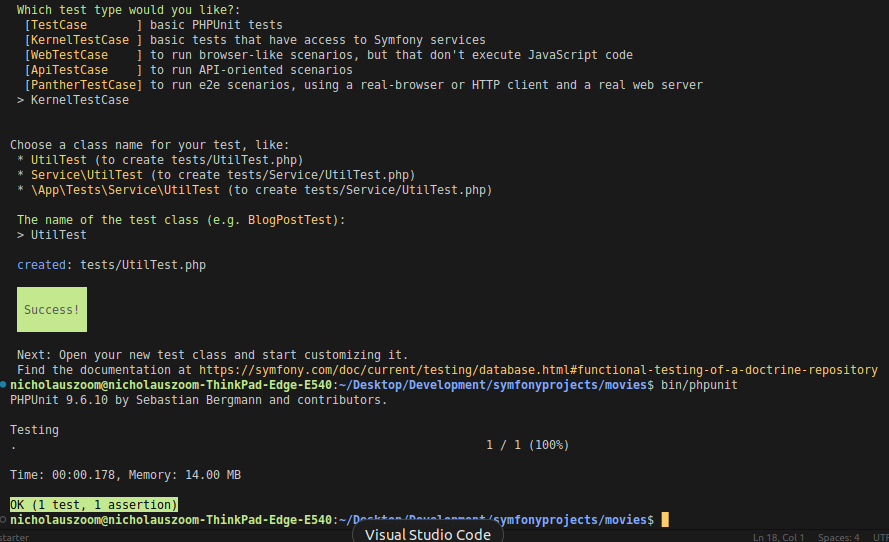 Which test type would you like?:
[TestCase       ] basic PHPUnit tests
[KernelTestCase ] basic tests that have access to Symfony services
[WebTestCase    ] to run browser-like scenarios, but that don't execute JavaScript code
[ApiTestCase    ] to run API-oriented scenarios
[PantherTestCase] to run e2e scenarios, using a real-browser or HTTP client and a real web server
> KernelTestCase
Choose a class name for your test, like:
* UtilTest (to create tests/UtilTest.php)
* Service\UtilTest (to create tests/Service/UtilTest.php)
* \App\Tests\Service\UtilTest (to create tests/Service/UtilTest.php)
The name of the test class (e.g. BlogPostTest):
> UtilTest
created: tests/UtilTest.php
Success!
Next: Open your new test class and start customizing it.
Find the documentation at https://symfony.com/doc/current/testing/database.html#functional-testing-of-a-doctrine-repository
nicholauszoom@nicholauszoom-ThinkPad-Edge-E540:~/Desktop/Development/symfonyprojects/movies$ bin/phpunit
PHPUnit 9.6.10 by Sebastian Bergmann and contributors.
Testing
. 1 / 1 (100%)
Time: 00:00.178, Memory: 14.00 MB
OK (1 test, 1 assertion)
nicholauszoom@nicholauszoom-ThinkPad-Edge-E540:~/Desktop/Development/symfonyprojects/movies$
Visual Studio Code
starter Ln 18, Col 1 Spaces: 4 UTF